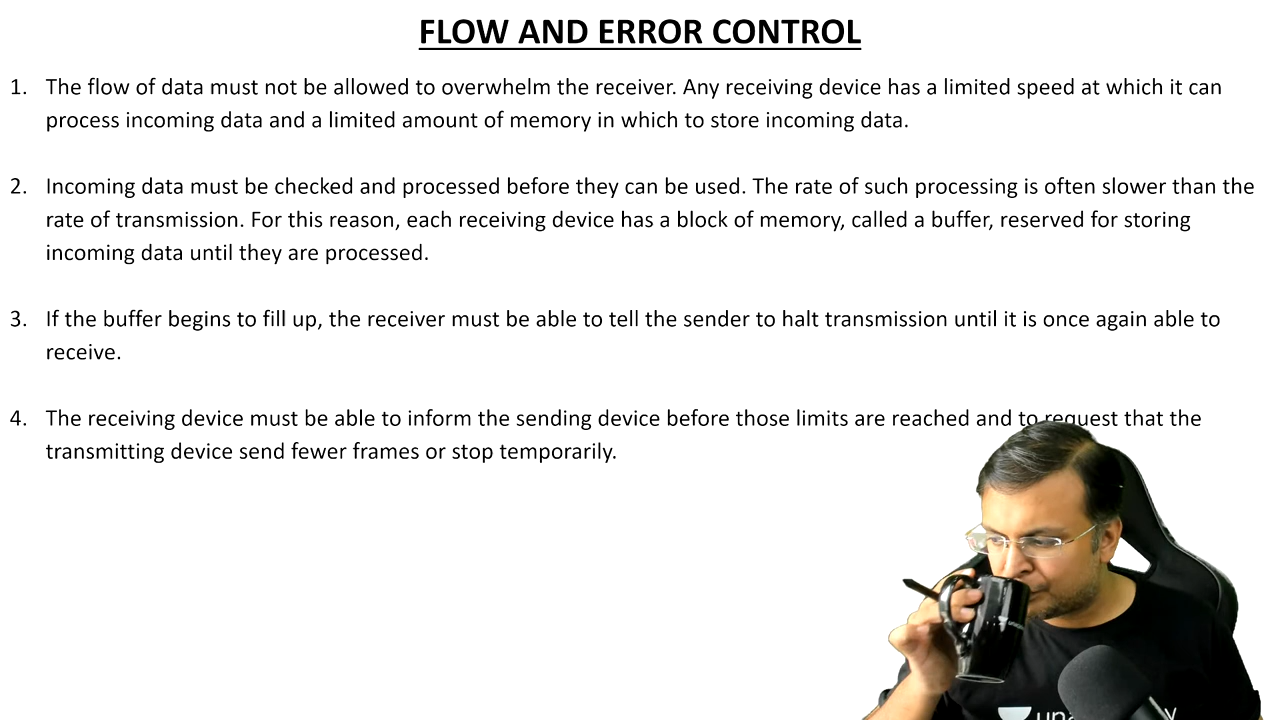 FLOW AND ERROR CONTROL
1. The flow of data must not be allowed to overwhelm the receiver. Any receiving device has a limited speed at which it can
process incoming data and a limited amount of memory in which to store incoming data.
2. Incoming data must be checked and processed before they can be used. The rate of such processing is often slower than the
rate of transmission. For this reason, each receiving device has a block of memory, called a buffer, reserved for storing
incoming data until they are processed.
3. If the buffer begins to fill up, the receiver must be able to tell the sender to halt transmission until it is once again able to
receive.
4. The receiving device must be able to inform the sending device before those limits are reached and to request that the
transmitting device send fewer frames or stop temporarily.